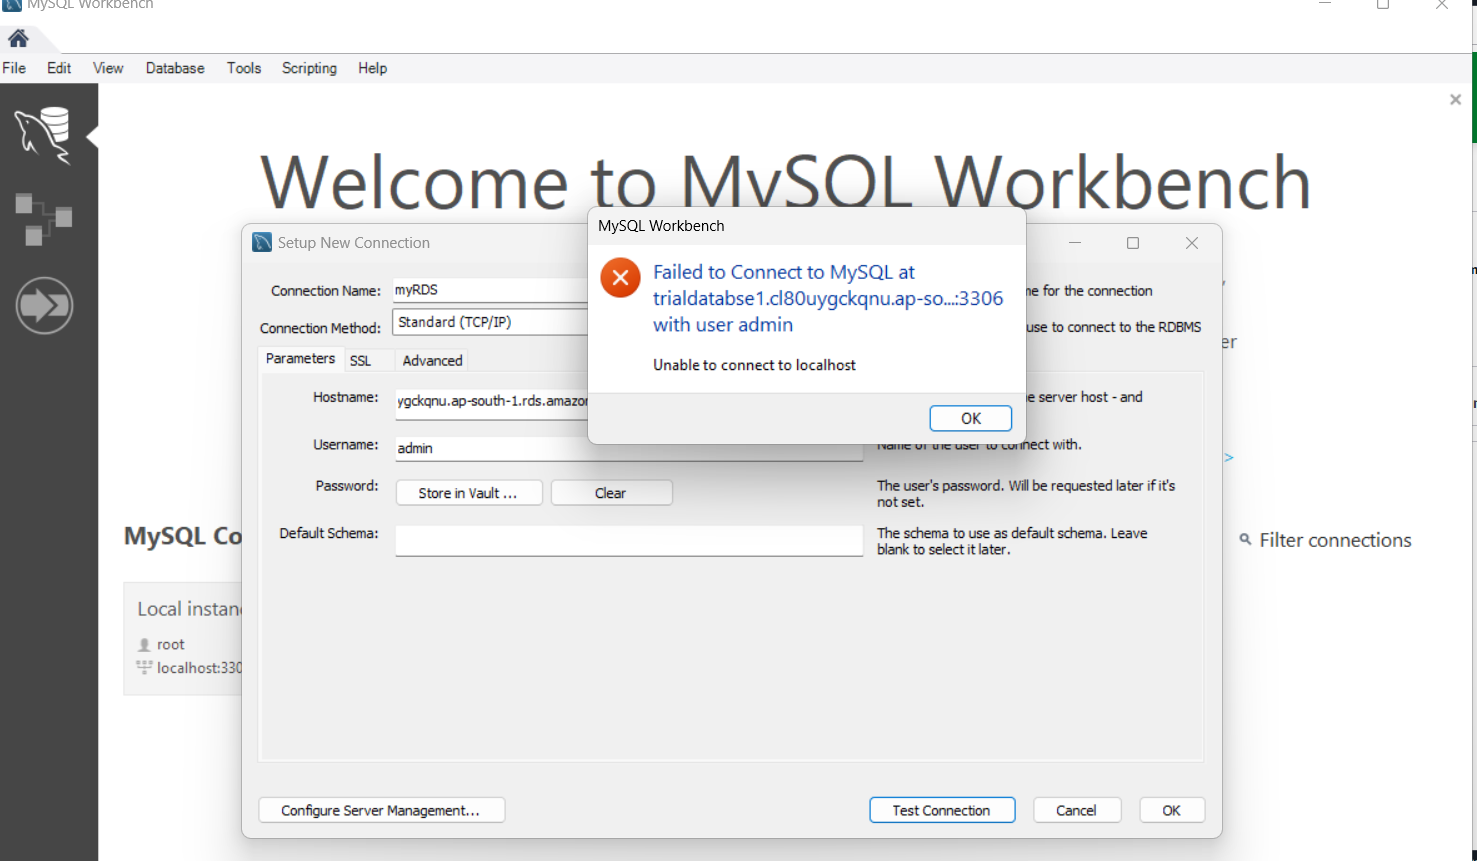 MySQL Workbench
File Edit View Database Tools Scripting Help
Welcome to MySQL Workbench
Setup New Connection
MySQL Workbench
Failed to Connect to MySQL at
trialdatabse1.cl80uygckqnu.ap-so...:3306
with user admin
Unable to connect to localhost
OK
Connection Name: myRDS
me for the connection
Connection Method: Standard (TCP/IP)
use to connect to the RDBMS
Parameters SSL Advanced
er
Hostname: ygckqnu.ap-south-1.rds.amazon
e server host - and
Username: admin
Name of the user to connect with.
>
Password: Store in Vault ... Clear
The user's password. Will be requested later if it's
not set.
Default Schema:
The schema to use as default schema. Leave
blank to select it later.
MySQL Co
Filter connections
Local instan
root
localhost:330
Configure Server Management...
Test Connection Cancel OK